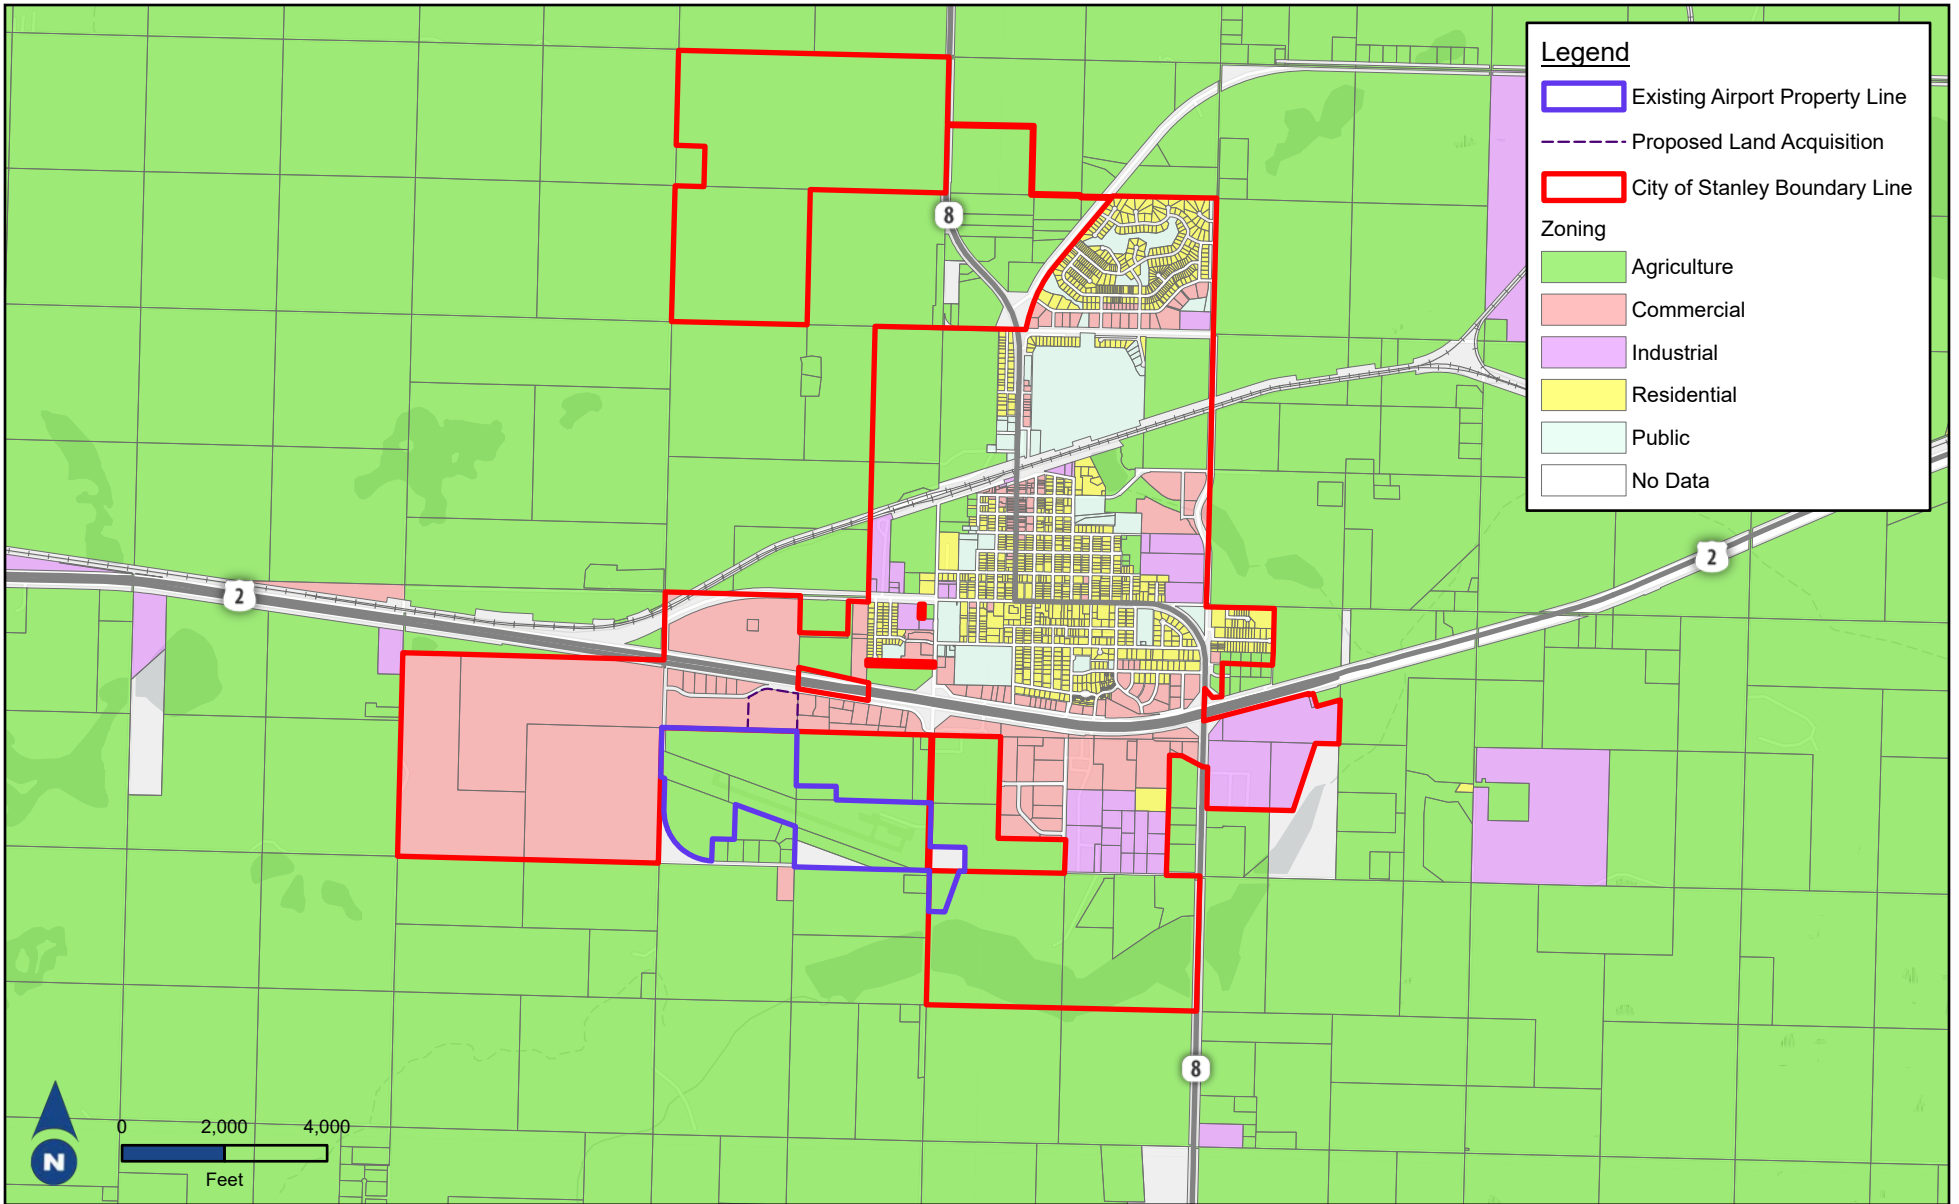 Legend
Existing Airport Property Line
Proposed Land Acquisition
City of Stanley Boundary Line
Zoning
Agriculture
Commercial
Industrial
Residential
Public
No Data
8
2
2
8
N
0 2,000 4,000
Feet